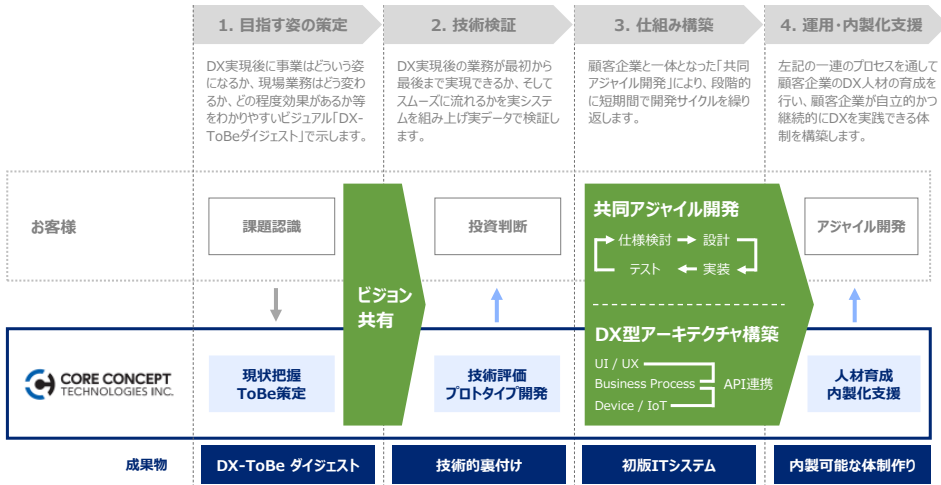 1. 目指す姿の策定
2. 技術検証
3. 仕組み構築
4. 運用・内製化支援
DX実現後に事業はどういう姿
になるか、現場業務はどう変わ
るか、どの程度効果があるか等
をわかりやすいビジュアル「DX-
ToBeダイジェスト」で示します。
DX実現後の業務が最初から
最後まで実現できるか、そして
スムーズに流れるかを実システム
を組み上げ実データで検証し
ます。
顧客企業と一体となった「共同
アジャイル開発」により、段階的
に短期間で開発サイクルを繰り
返します。
左記の一連のプロセスを通して
顧客企業のDX人材の育成を
行い、顧客企業が自立的かつ
継続的にDXを実践できる体
制を構築します。
お客様
課題認識
ビジョン
共有
投資判断
共同アジャイル開発
仕様検討
設計
テスト
実装
アジャイル開発
DX型アーキテクチャ構築
UI / UX
Business Process
Device / IoT
API連携
CORE CONCEPT
TECHNOLOGIES INC.
現状把握
ToBe策定
技術評価
プロトタイプ開発
人材育成
内製化支援
成果物
DX-ToBe ダイジェスト
技術的裏付け
初版ITシステム
内製可能な体制作り